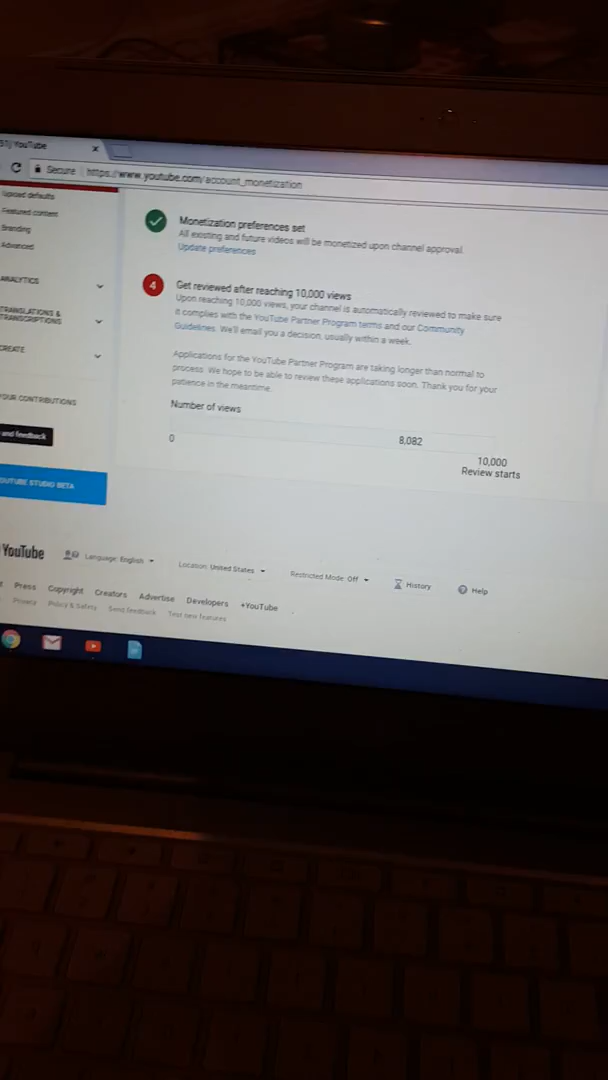 YouTube
x
Secure
https://www.youtube.com/account_monetization
Upload defaults
Featured content
Branding
Advanced
ANALYTICS
TRANSLATIONS &
TRANSCRIPTIONS
CREATE
YOUR CONTRIBUTIONS
and feedback
YOUTUBE STUDIO BETA
Monetization preferences set
All existing and future videos will be monetized upon channel approval.
Update preferences
4
Get reviewed after reaching 10,000 views
Upon reaching 10,000 views, your channel is automatically reviewed to make sure
it complies with the YouTube Partner Program terms and our Community
Guidelines. We'll email you a decision, usually within a week.
Applications for the YouTube Partner Program are taking longer than normal to
process. We hope to be able to review these applications soon. Thank you for your
patience in the meantime.
Number of views
0
8,082
10,000
Review starts
YouTube
Language: English
Location: United States
Restricted Mode: Off
History
Help
Press Copyright Creators Advertise Developers +YouTube
Privacy Policy & Safety Send feedback Test new features